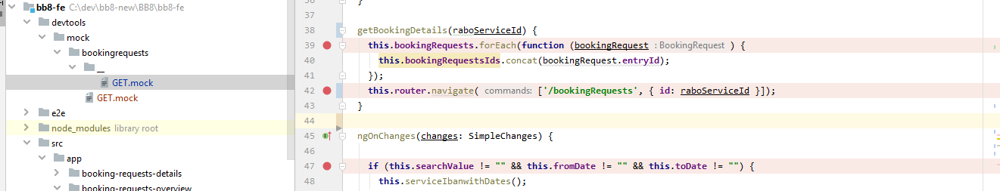 bb8-fe C:\dev\bb8-new\BB8\bb8-fe
devtools
mock
bookingrequests
__
GET.mock
GET.mock
e2e
node_modules library root
src
app
booking-requests-details
booking-requests-overview
36 }
37
38 getBookingDetails(raboServiceId) {
39 this.bookingRequests.forEach(function (bookingRequest : BookingRequest ) {
40 this.bookingRequestsIds.concat(bookingRequest.entryId);
41 });
42 this.router.navigate( commands: ['/bookingRequests', { id: raboServiceId }]);
43 }
44
45 ngOnChanges(changes: SimpleChanges) {
46
47 if (this.searchValue != "" && this.fromDate != "" && this.toDate != "") {
48 this.serviceIbanwithDates();